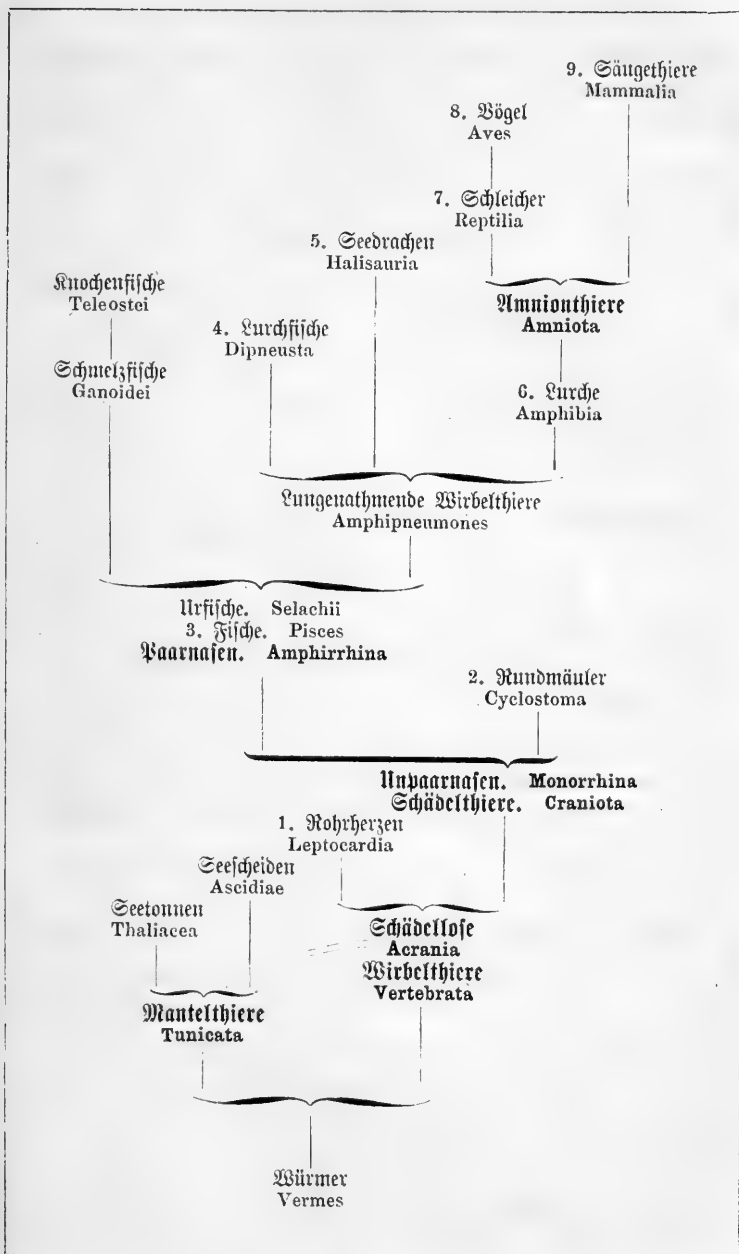 9. Säugethiere
Mammalia
8. Vögel
Aves
7. Schleicher
Reptilia
5. Seedrachen
Halisauria
Knochenfische
Teleostei
Amnionthiere
Amniota
4. Lurchfische
Dipneusta
Schmelzfische
Ganoidei
6. Lurche
Amphibia
Lungenathmende Wirbelthiere
Amphipneumones
Urfische. Selachii
3. Fische. Pisces
Paarnasen. Amphirrhina
2. Rundmäuler
Cyclostoma
Unpaarnasen. Monorrhina
Schädelthiere. Craniota
1. Rohrherzen
Leptocardia
Seescheiden
Ascidiae
Seetonnen
Thaliacea
Schädellose
Acrania
Wirbelthiere
Vertebrata
Mantelthiere
Tunicata
Würmer
Vermes